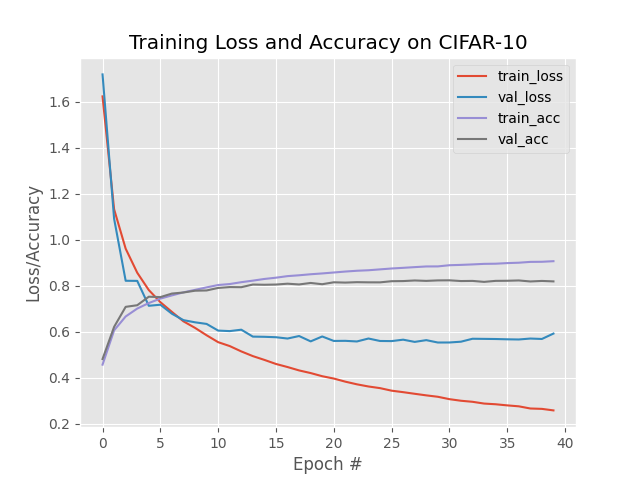 Training Loss and Accuracy on CIFAR-10
train_loss
val_loss
train_acc
val_acc
Loss/Accuracy
1.6
1.4
1.2
1.0
0.8
0.6
0.4
0.2
0 5 10 15 20 25 30 35 40
Epoch #